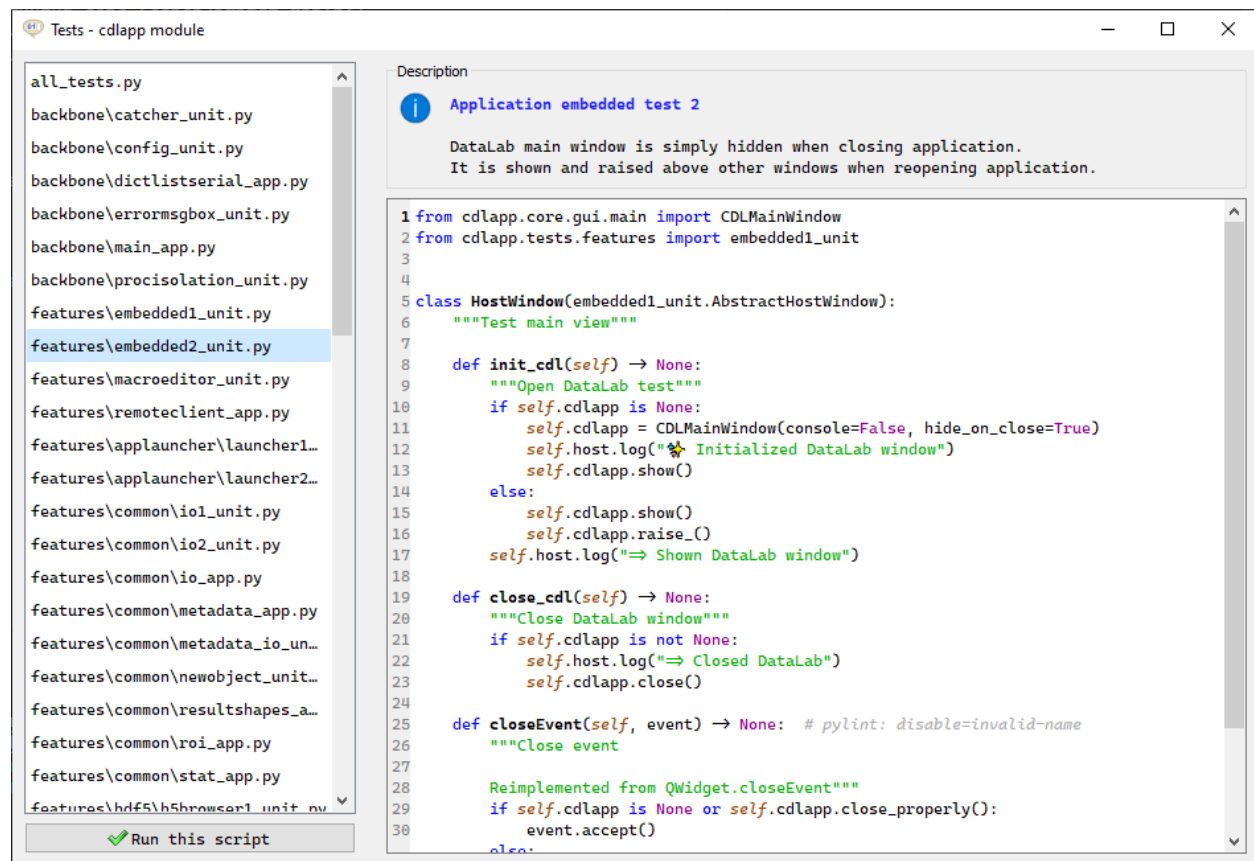 Tests - cdlapp module
all_tests.py
backbone\catcher_unit.py
backbone\config_unit.py
backbone\dictlistserial_app.py
backbone\errormsgbox_unit.py
backbone\main_app.py
backbone\procisolation_unit.py
features\embedded1_unit.py
features\embedded2_unit.py
features\macroeditor_unit.py
features\remoteclient_app.py
features\applauncher\launcher1…
features\applauncher\launcher2…
features\common\io1_unit.py
features\common\io2_unit.py
features\common\io_app.py
features\common\metadata_app.py
features\common\metadata_io_un…
features\common\newobject_unit…
features\common\resultshapes_a…
features\common\roi_app.py
features\common\stat_app.py
features\hdf5\h5browser1_unit.py
Run this script
Description
Application embedded test 2
DataLab main window is simply hidden when closing application.
It is shown and raised above other windows when reopening application.
1 from cdlapp.core.gui.main import CDLMainWindow
2 from cdlapp.tests.features import embedded1_unit
3
4
5 class HostWindow(embedded1_unit.AbstractHostWindow):
6     """Test main view"""
7
8     def init_cdl(self) → None:
9         """Open DataLab test"""
10         if self.cdlapp is None:
11             self.cdlapp = CDLMainWindow(console=False, hide_on_close=True)
12             self.host.log("✨ Initialized DataLab window")
13             self.cdlapp.show()
14         else:
15             self.cdlapp.show()
16             self.cdlapp.raise_()
17         self.host.log("⇒ Shown DataLab window")
18
19     def close_cdl(self) → None:
20         """Close DataLab window"""
21         if self.cdlapp is not None:
22             self.host.log("⇒ Closed DataLab")
23             self.cdlapp.close()
24
25     def closeEvent(self, event) → None:  # pylint: disable=invalid-name
26         """Close event
27
28         Reimplemented from QWidget.closeEvent"""
29         if self.cdlapp is None or self.cdlapp.close_properly():
30             event.accept()
else: